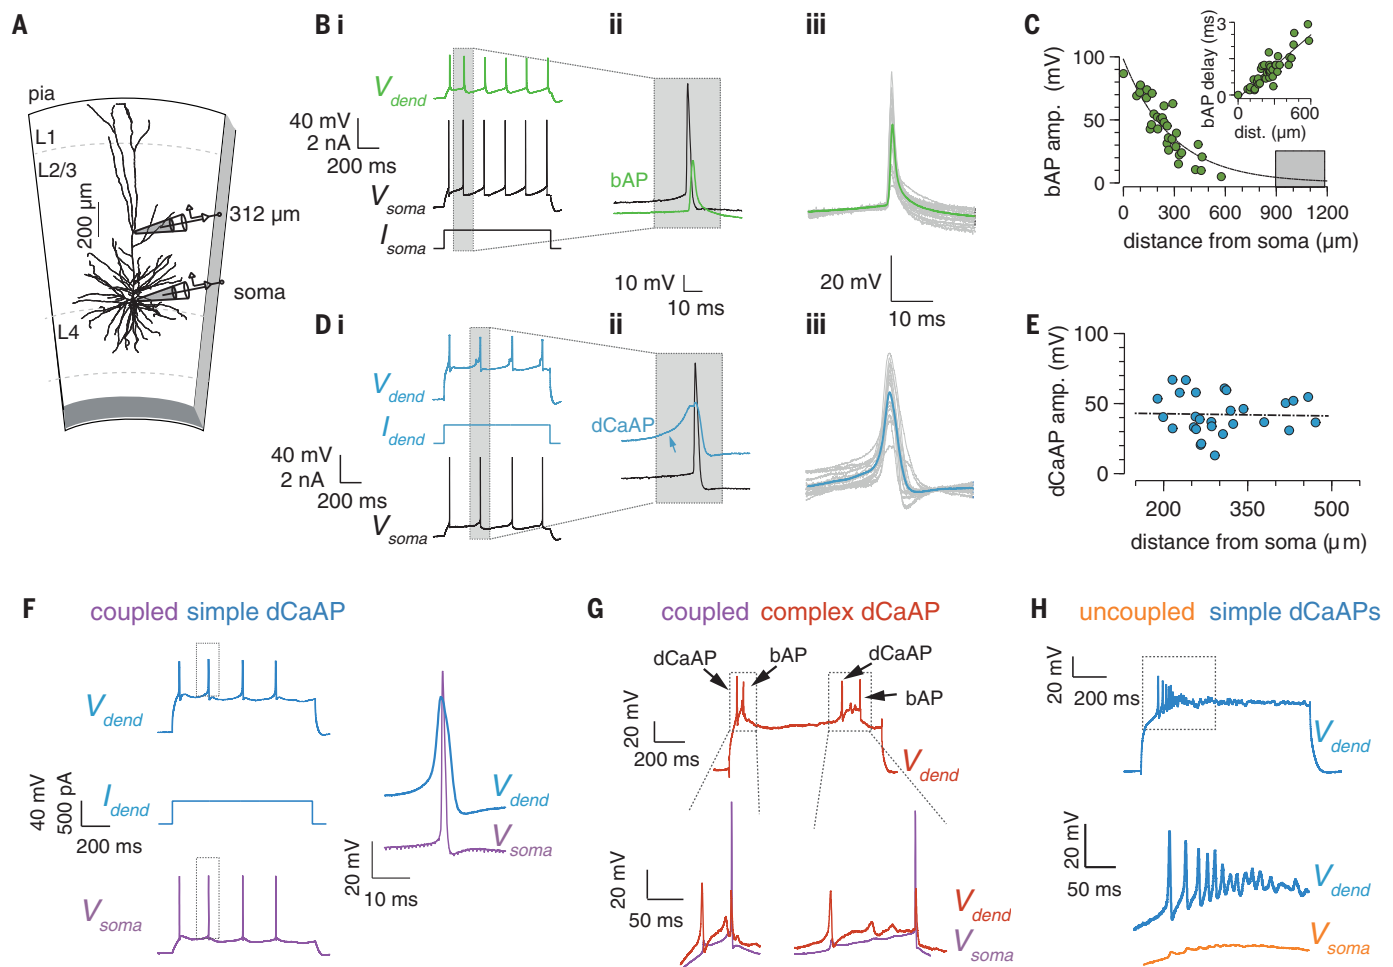 A
pia
L1
L2/3
200 µm
312 µm
soma
L4
B i
ii
iii
V dend
40 mV
2 nA
200 ms
V soma
I soma
bAP
10 mV
10 ms
20 mV
10 ms
C
bAP amp. (mV)
100
50
0
0 300 600 900 1200
distance from soma (µm)
bAP delay (ms)
3
0
0 600
dist. (µm)
D i
ii
iii
V dend
I dend
40 mV
2 nA
200 ms
V soma
dCaAP
E
dCaAP amp. (mV)
100
50
0
200 350 500
distance from soma (µm)
F
coupled simple dCaAP
V dend
I dend
40 mV
500 pA
200 ms
V soma
V dend
V soma
20 mV
10 ms
G
coupled complex dCaAP
dCaAP
bAP
dCaAP
bAP
20 mV
200 ms
V dend
20 mV
50 ms
V dend
V soma
H
uncoupled simple dCaAPs
20 mV
200 ms
V dend
20 mV
50 ms
V dend
V soma